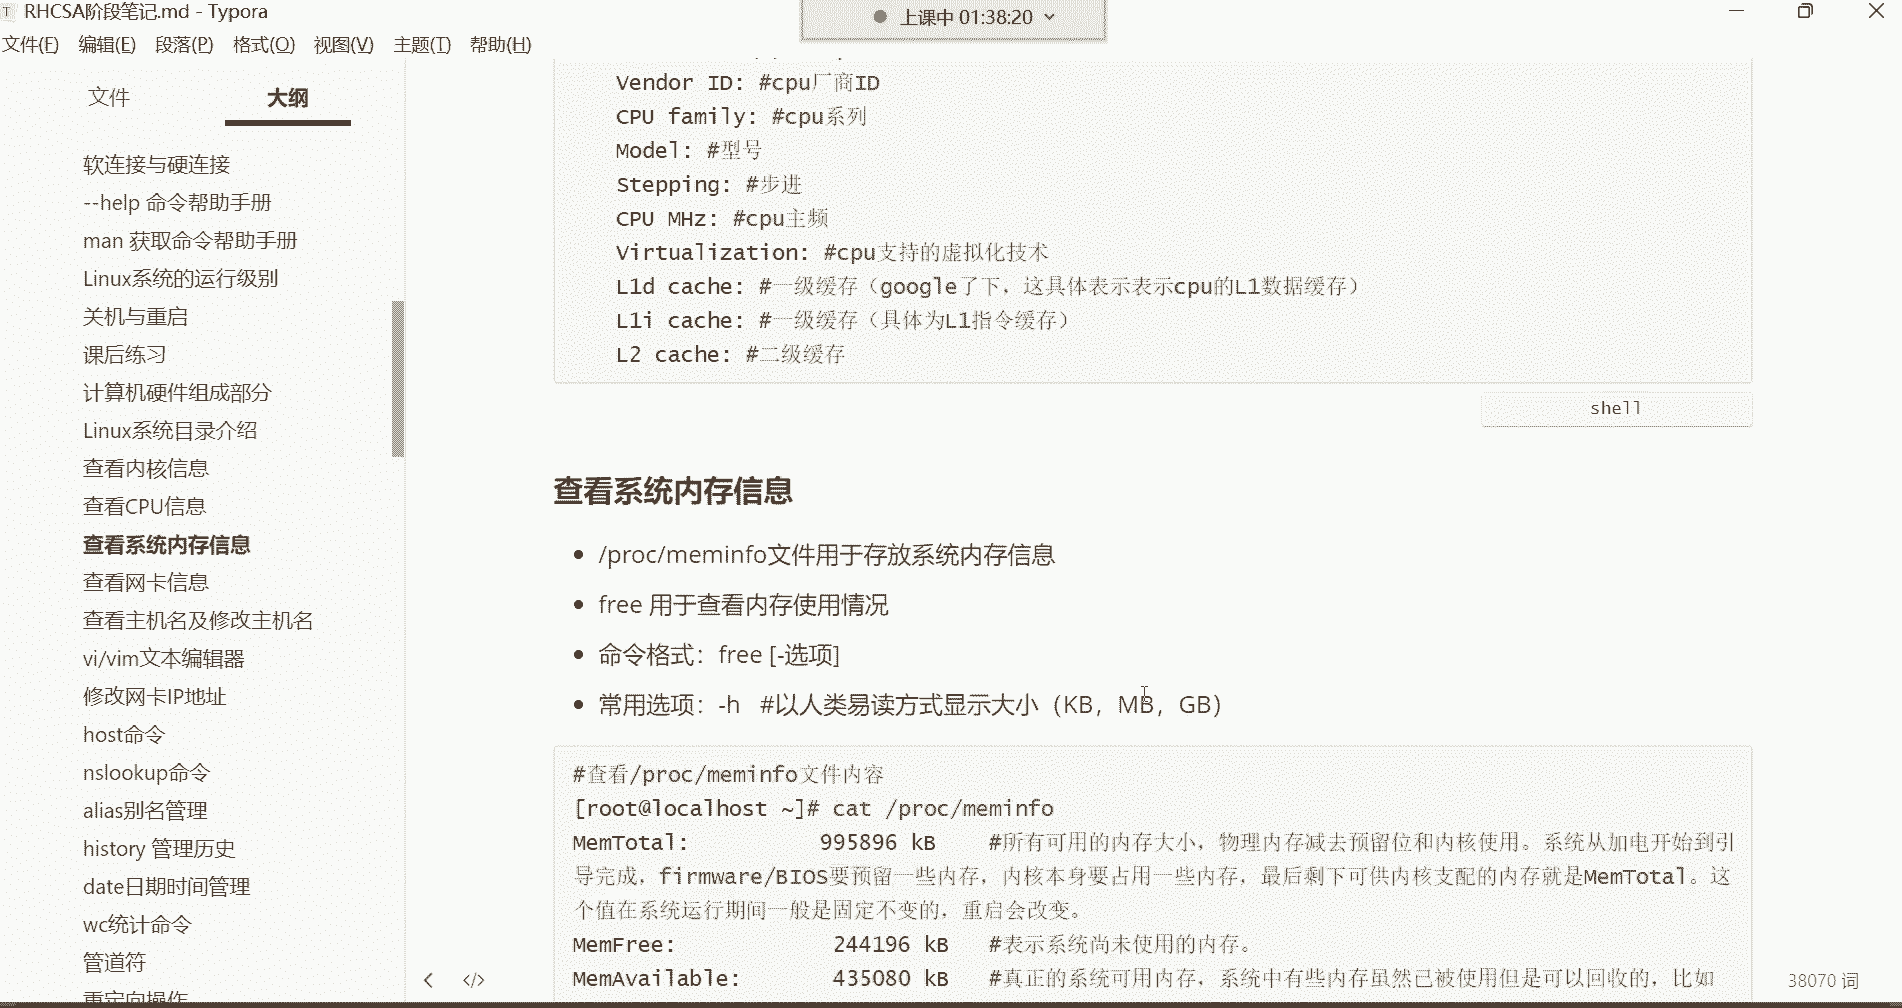 RHCSA阶段笔记.md - Typora
上课中 01:38:20
文件(F) 编辑(E) 段落(P) 格式(O) 视图(V) 主题(T) 帮助(H)
文件 大纲
软连接与硬连接
--help 命令帮助手册
man 获取命令帮助手册
Linux系统的运行级别
关机与重启
课后练习
计算机硬件组成部分
Linux系统目录介绍
查看内核信息
查看CPU信息
查看系统内存信息
查看网卡信息
查看主机名及修改主机名
vi/vim文本编辑器
修改网卡IP地址
host命令
nslookup命令
alias别名管理
history 管理历史
date日期时间管理
wc统计命令
管道符
重定向操作
Vendor ID: #cpu厂商ID
CPU family: #cpu系列
Model: #型号
Stepping: #步进
CPU MHz: #cpu主频
Virtualization: #cpu支持的虚拟化技术
L1d cache: #一级缓存（google了下，这具体表示表示cpu的L1数据缓存）
L1i cache: #一级缓存（具体为L1指令缓存）
L2 cache: #二级缓存
shell
查看系统内存信息
/proc/meminfo文件用于存放系统内存信息
free 用于查看内存使用情况
命令格式：free [-选项]
常用选项：-h #以人类易读方式显示大小（KB，MB，GB）
#查看/proc/meminfo文件内容
[root@localhost ~]# cat /proc/meminfo
MemTotal: 995896 kB #所有可用的内存大小，物理内存减去预留位和内核使用。系统从加电开始到引
导完成，firmware/BIOS要预留一些内存，内核本身要占用一些内存，最后剩下可供内核支配的内存就是MemTotal。这
个值在系统运行期间一般是固定不变的，重启会改变。
MemFree: 244196 kB #表示系统尚未使用的内存。
MemAvailable: 435080 kB #真正的系统可用内存，系统中有些内存虽然已被使用但是可以回收的，比如
38070 词